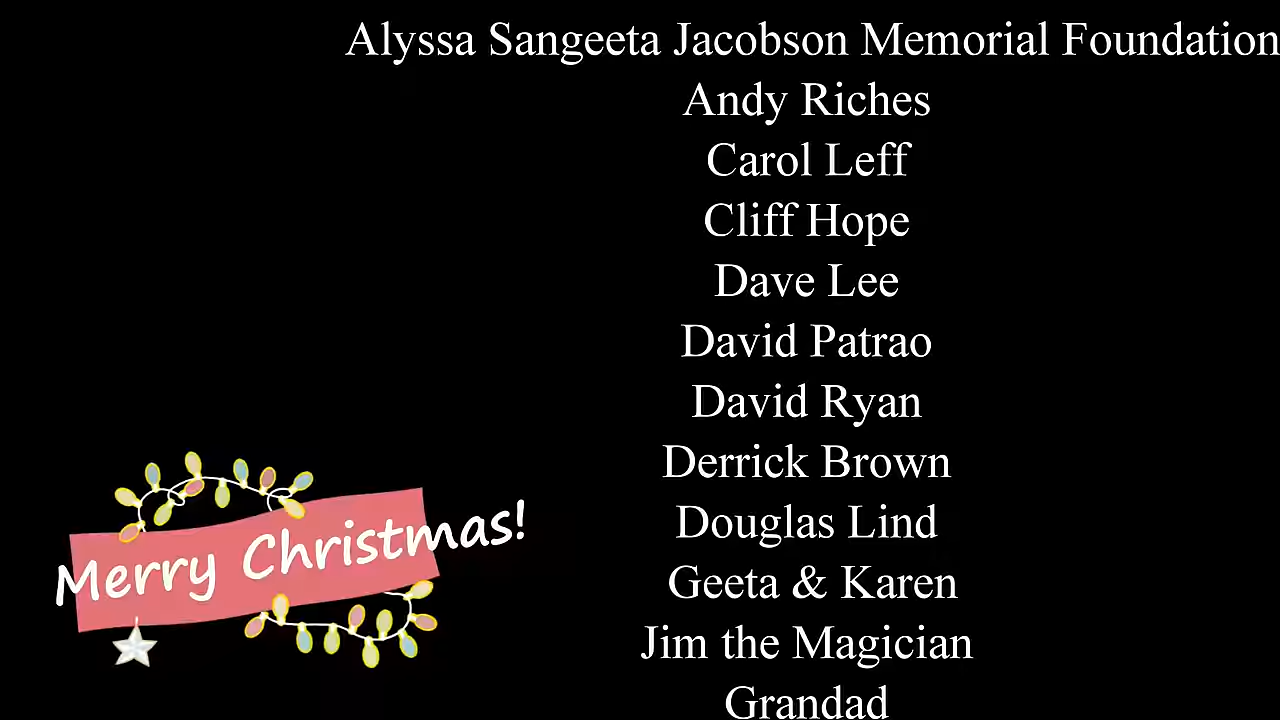 Alyssa Sangeeta Jacobson Memorial Foundation
Andy Riches
Carol Leff
Cliff Hope
Dave Lee
David Patrao
David Ryan
Derrick Brown
Douglas Lind
Geeta & Karen
Jim the Magician
Grandad
Merry Christmas!